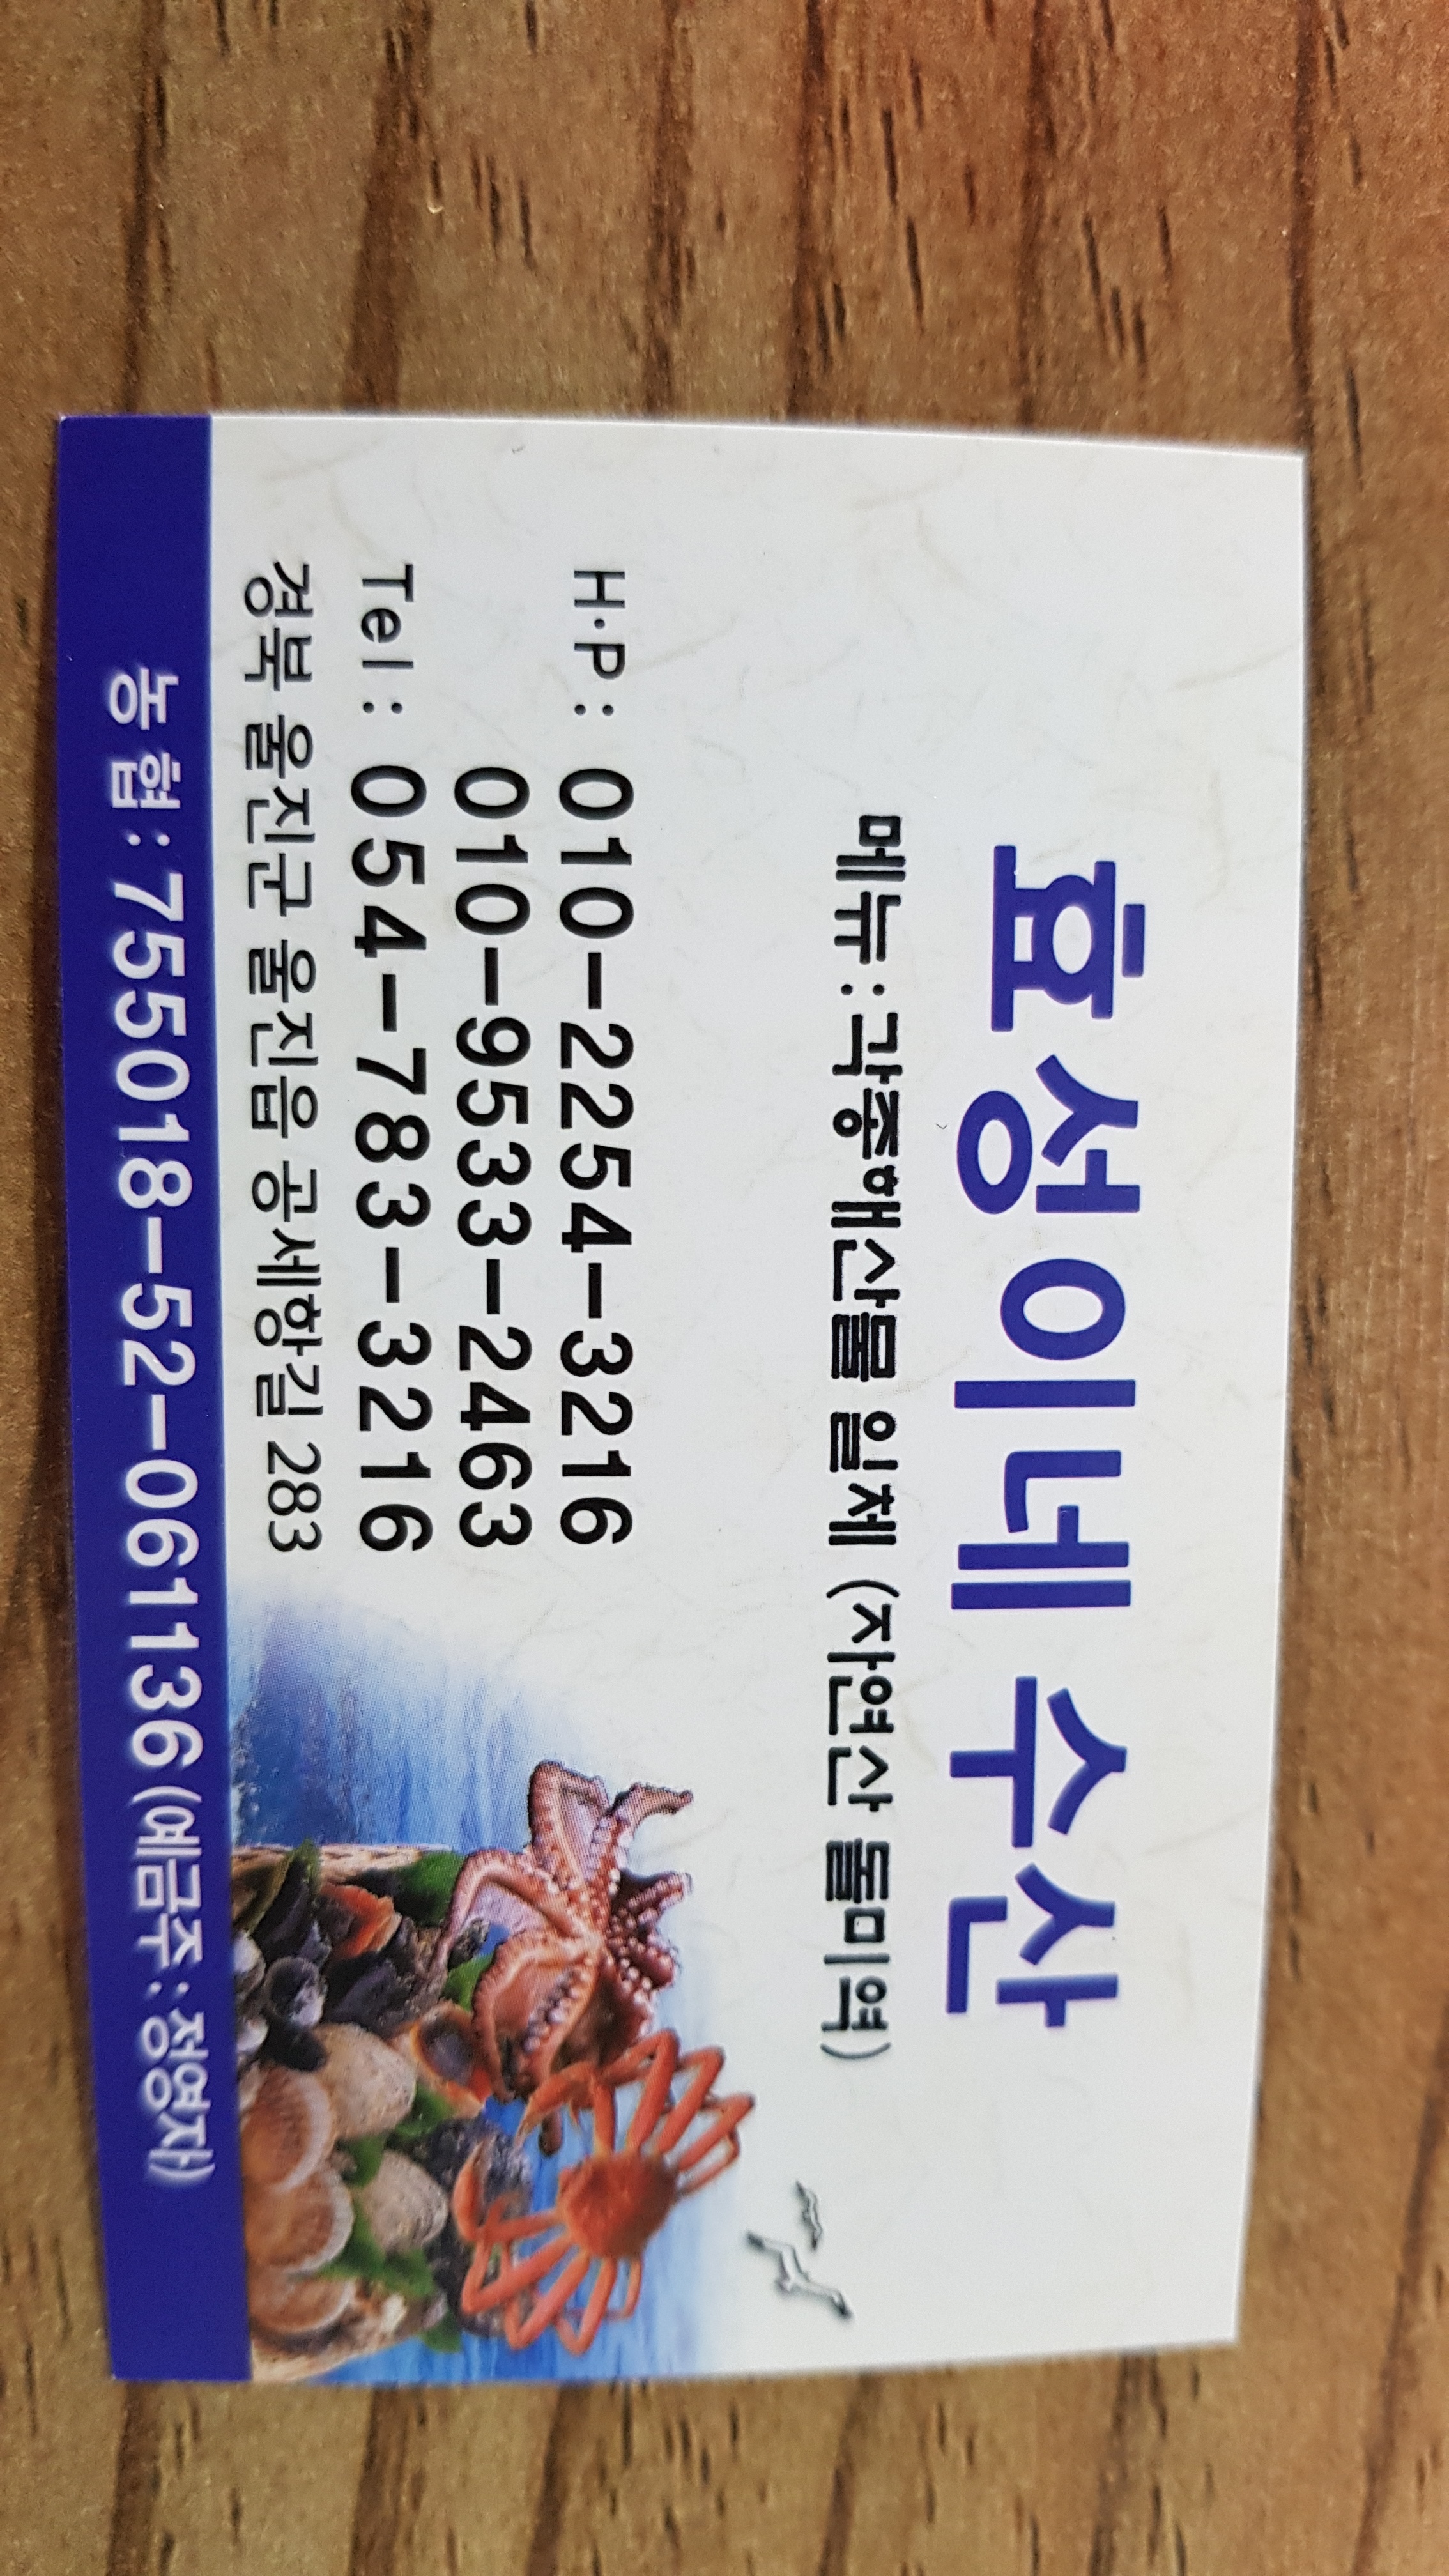 효성이네 수산
메뉴 : 각종해산물 일체 (자연산 돌미역)
H·P : 010-2254-3216
010-9533-2463
Tel : 054-783-3216
경북 울진군 울진읍 공세항길 283
농협 : 755018-52-061136 (예금주 : 정영자)